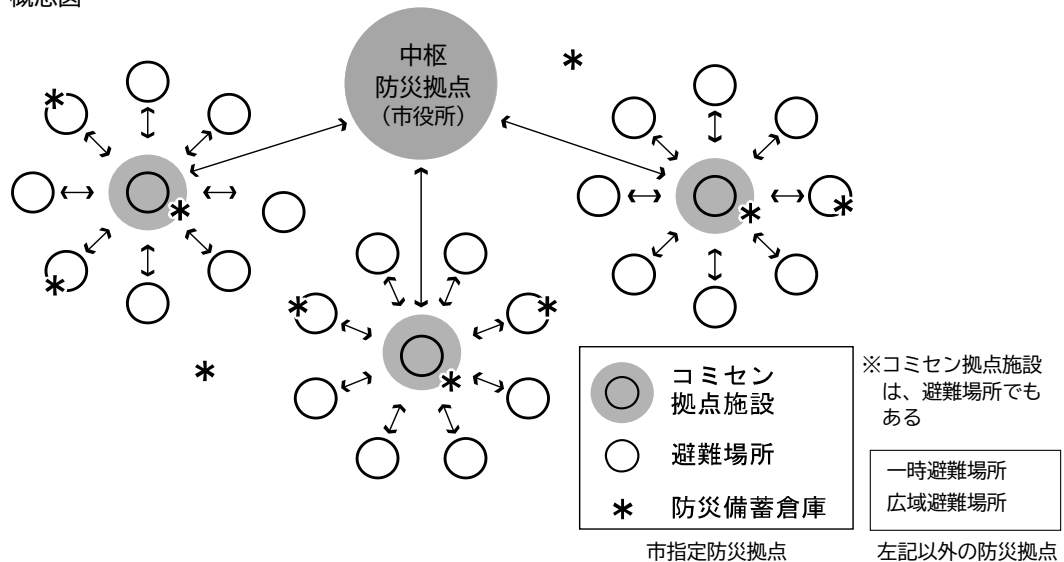 概念図
中枢
防災拠点
（市役所）
コミセン
拠点施設
避難場所
防災備蓄倉庫
市指定防災拠点
※コミセン拠点施設
は、避難場所でも
ある
一時避難場所
広域避難場所
左記以外の防災拠点